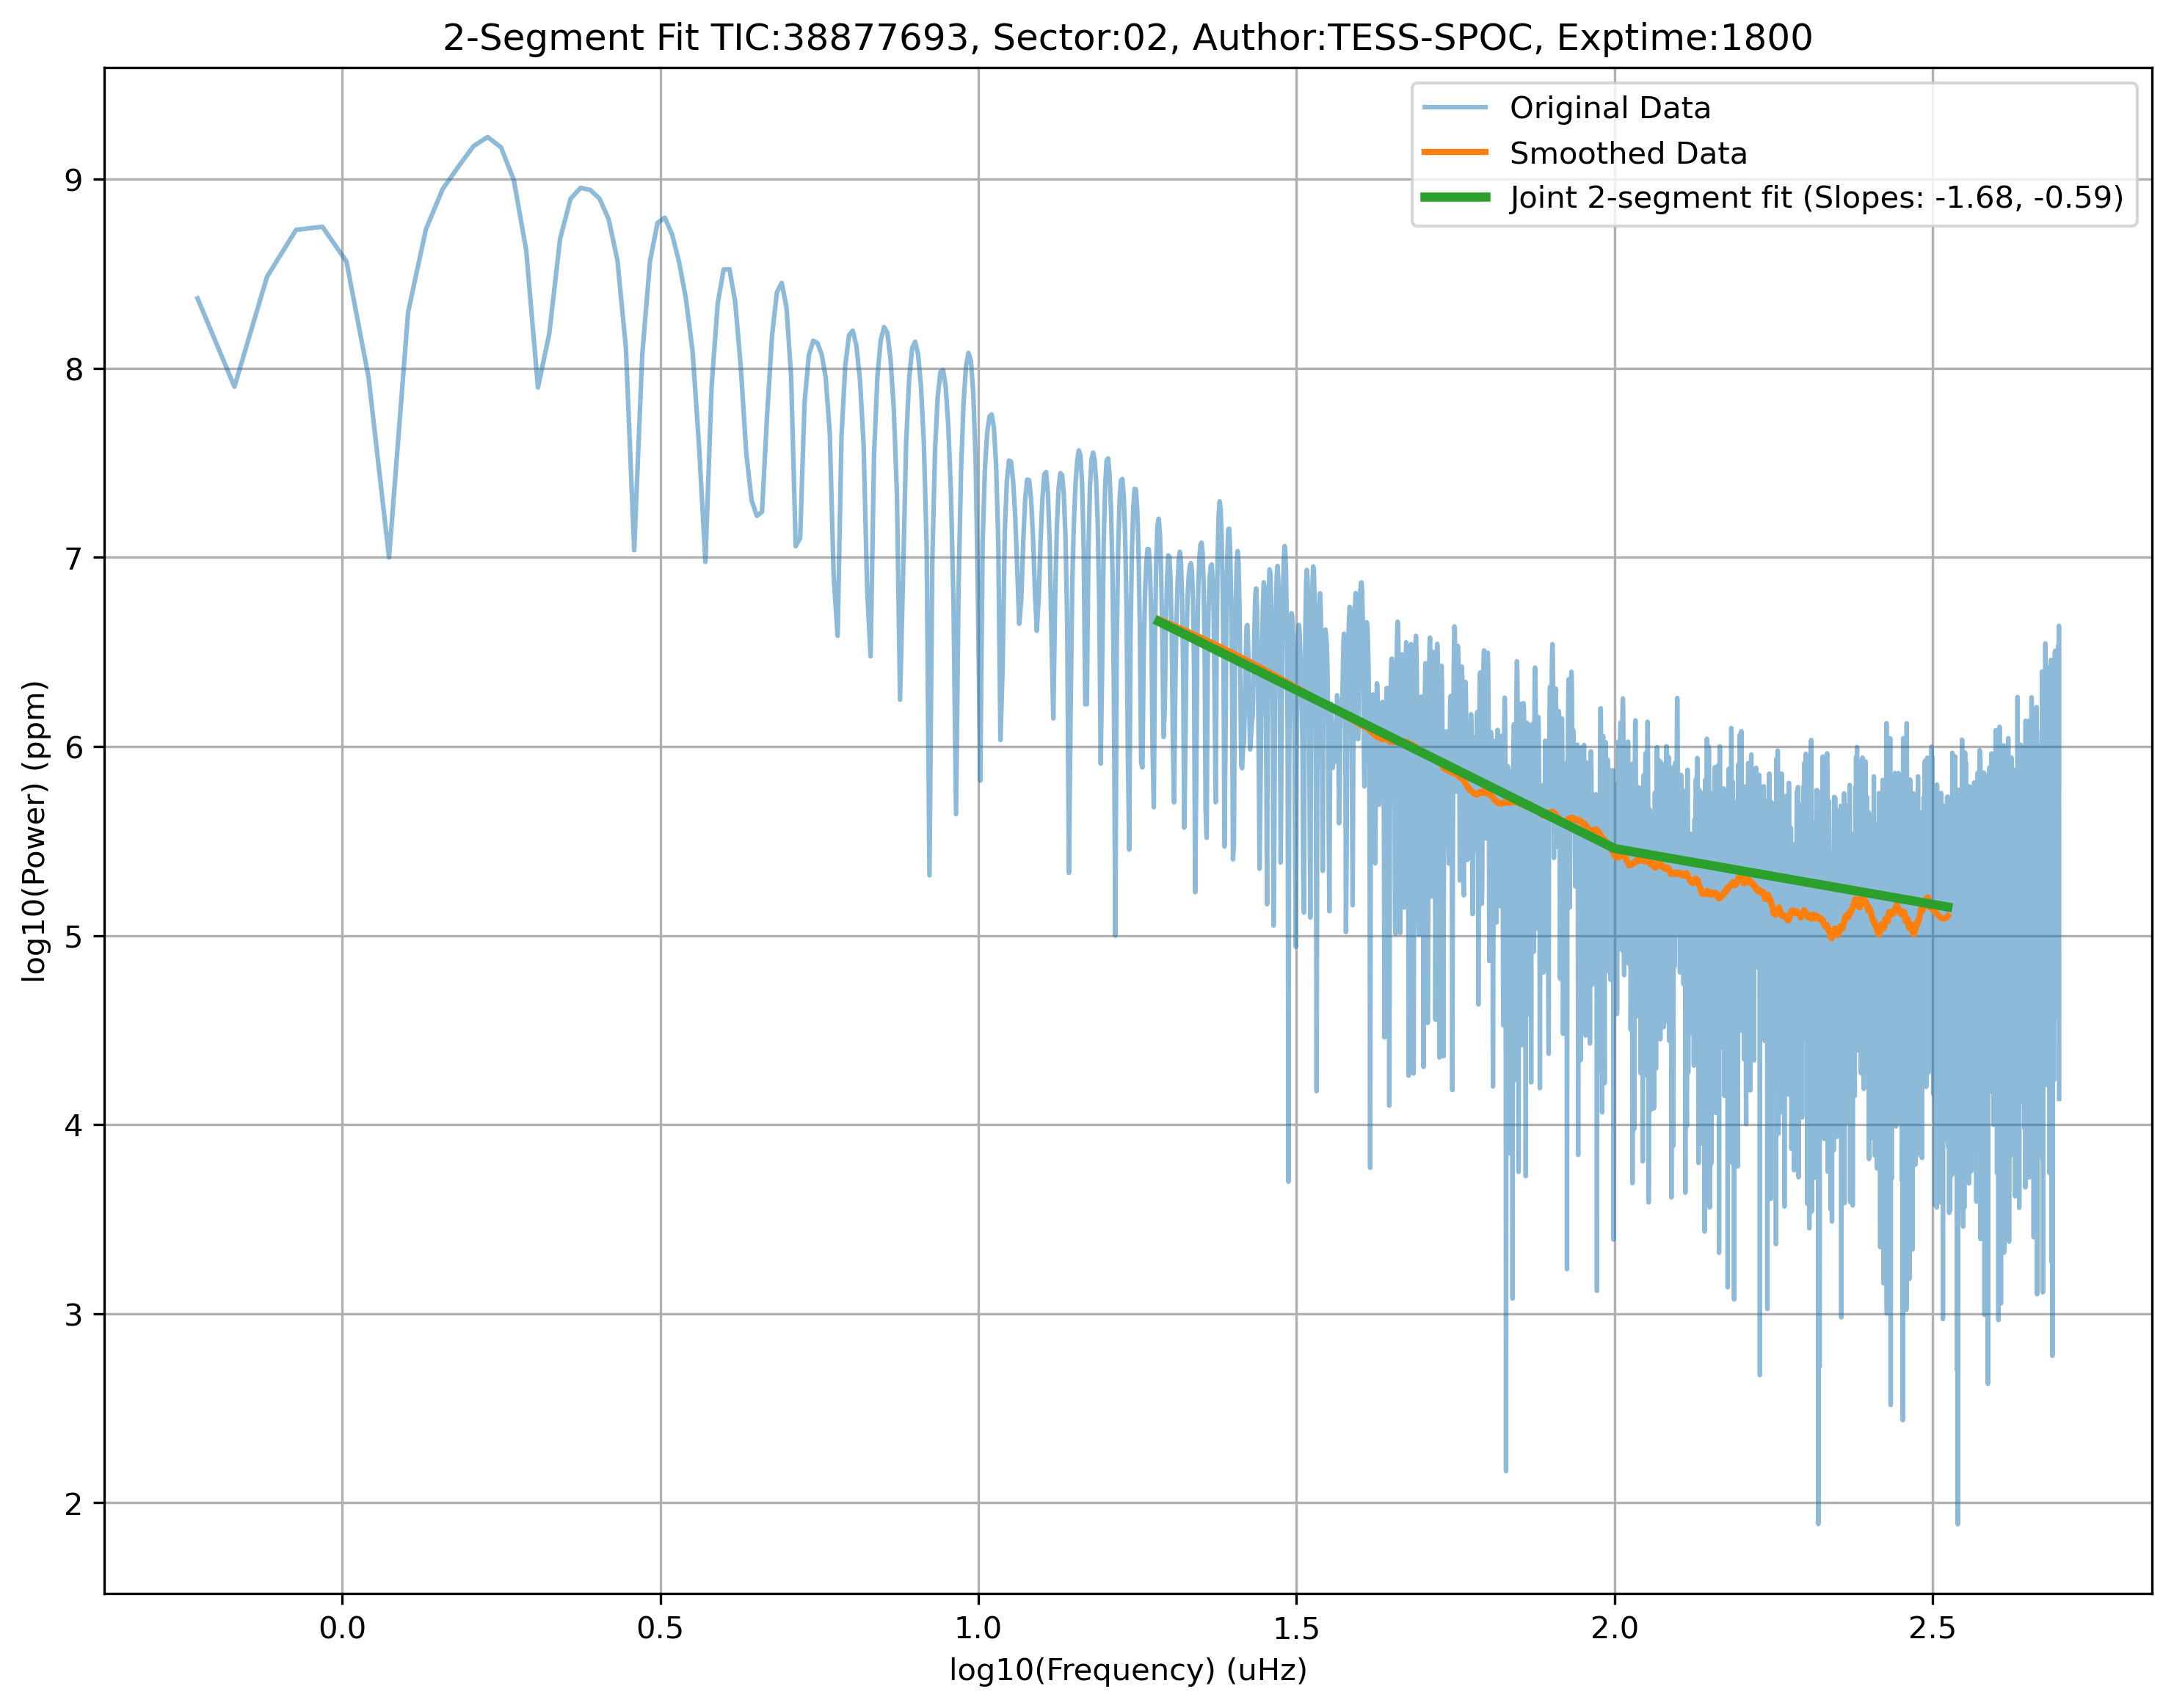 2-Segment Fit TIC:38877693, Sector:02, Author:TESS-SPOC, Exptime:1800
Original Data
Smoothed Data
Joint 2-segment fit (Slopes: -1.68, -0.59)
log10(Power) (ppm)
9
8
7
6
5
4
3
2
0.0 0.5 1.0 1.5 2.0 2.5
log10(Frequency) (uHz)